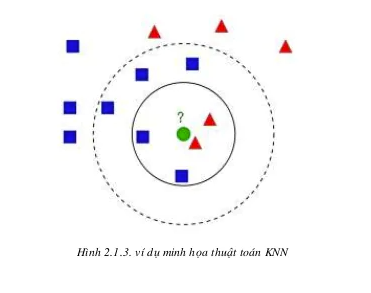 ?
Hình 2.1.3. ví dụ minh họa thuật toán KNN